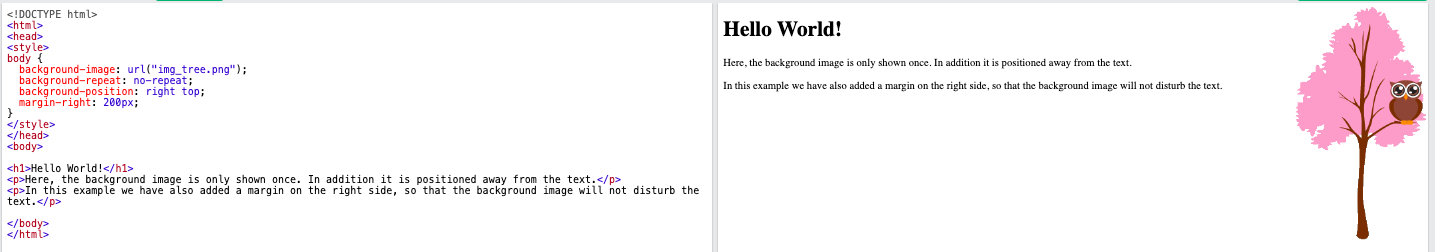 <!DOCTYPE html>
<html>
<head>
<style>
body {
  background-image: url("img_tree.png");
  background-repeat: no-repeat;
  background-position: right top;
  margin-right: 200px;
}
</style>
</head>
<body>

<h1>Hello World!</h1>
<p>Here, the background image is only shown once. In addition it is positioned away from the text.</p>
<p>In this example we have also added a margin on the right side, so that the background image will not disturb the
text.</p>

</body>
</html>
Hello World!
Here, the background image is only shown once. In addition it is positioned away from the text.
In this example we have also added a margin on the right side, so that the background image will not disturb the text.